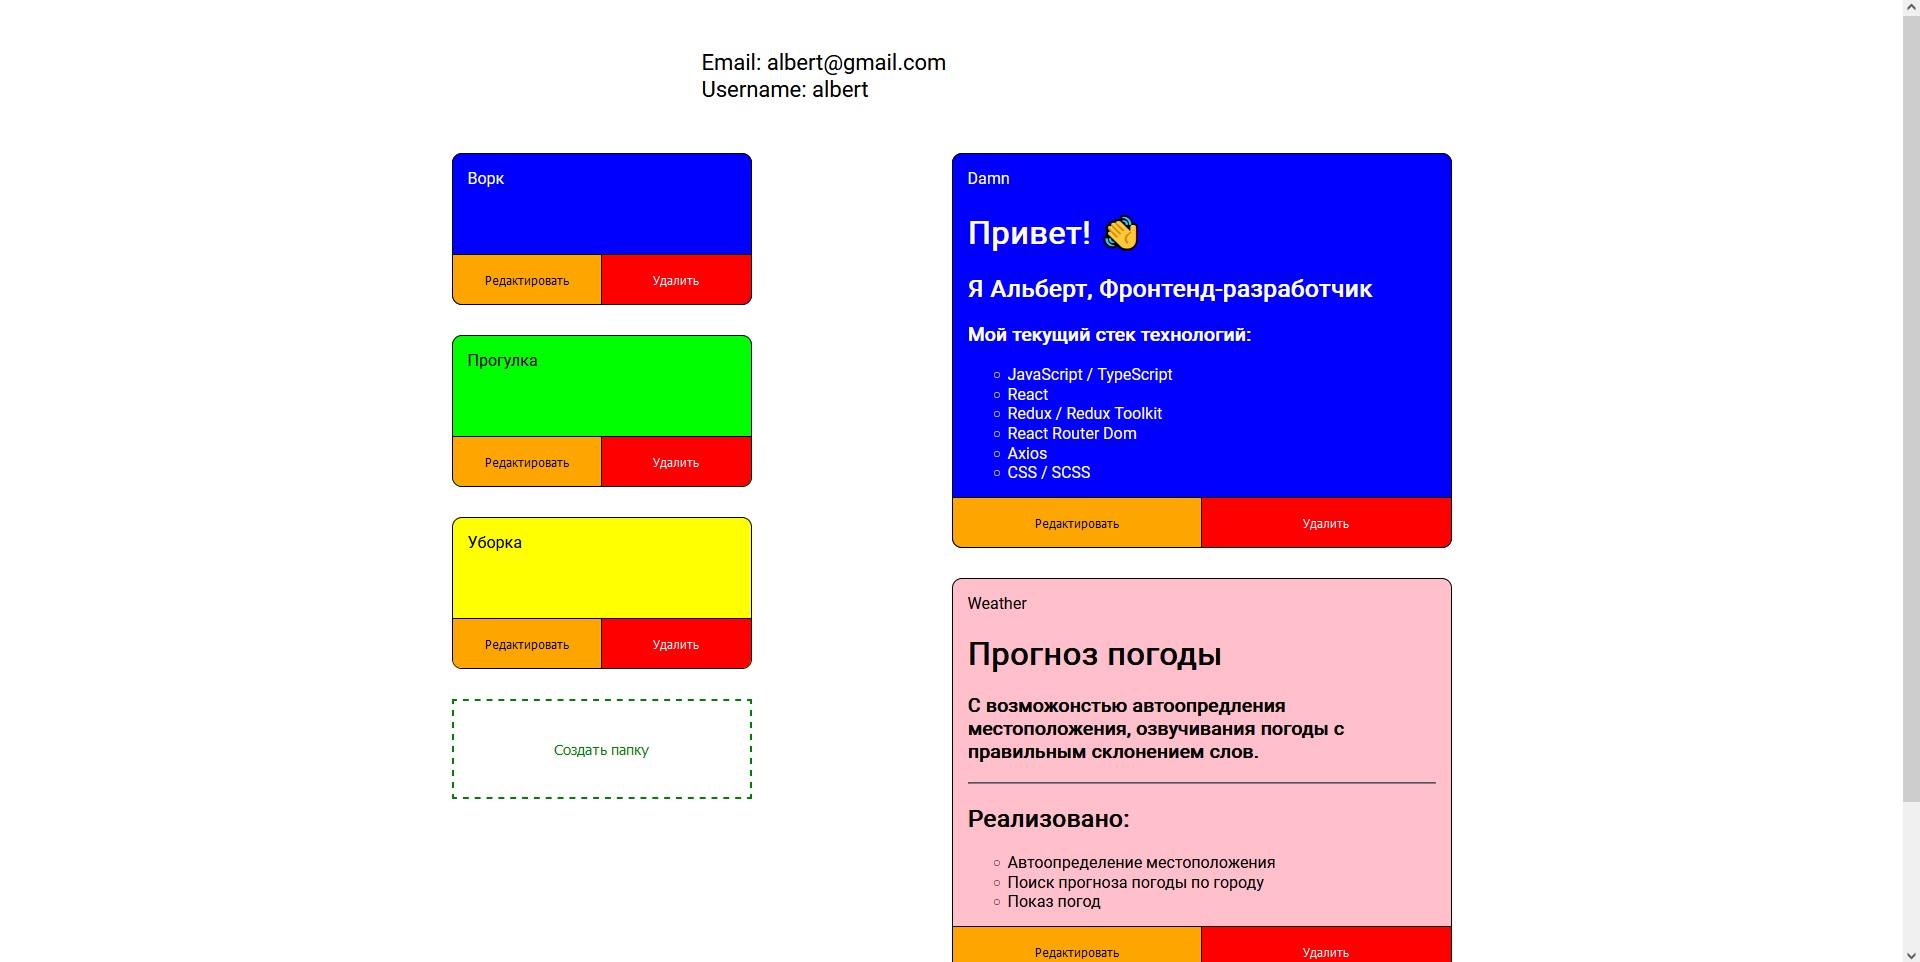 Email: albert@gmail.com
Username: albert
Ворк
Редактировать Удалить
Прогулка
Редактировать Удалить
Уборка
Редактировать Удалить
Создать папку
Damn
Привет! 👋
Я Альберт, Фронтенд-разработчик
Мой текущий стек технологий:
JavaScript / TypeScript
React
Redux / Redux Toolkit
React Router Dom
Axios
CSS / SCSS
Редактировать Удалить
Weather
Прогноз погоды
С возможонстью автоопредления
местоположения, озвучивания погоды с
правильным склонением слов.
Реализовано:
Автоопределение местоположения
Поиск прогноза погоды по городу
Показ погод
Редактировать Удалить